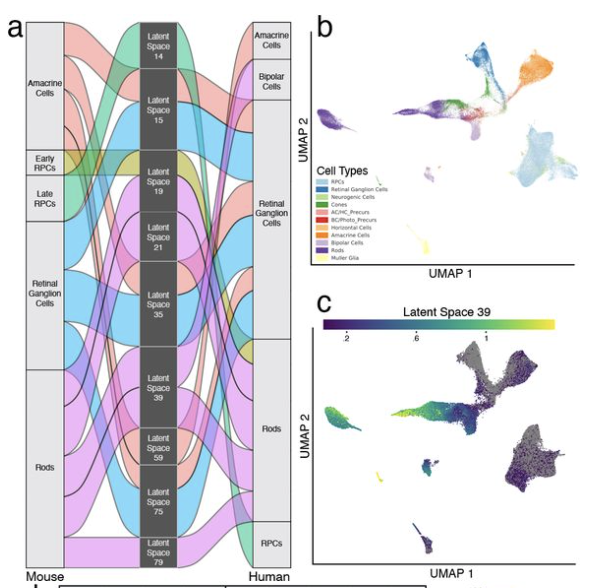 a
Amacrine
Cells
Early
RPCs
Late
RPCs
Retinal
Ganglion
Cells
Rods
Mouse
Latent
Space
14
Latent
Space
15
Latent
Space
19
Latent
Space
21
Latent
Space
35
Latent
Space
39
Latent
Space
59
Latent
Space
75
Latent
Space
79
Amacrine
Cells
Bipolar
Cells
Retinal
Ganglion
Cells
Rods
RPCs
Human
b
UMAP 2
Cell Types
RPCs
Retinal Ganglion Cells
Neurogenic Cells
Cones
AC/HC_Precurs
BC/Photo_Precurs
Horizontal Cells
Amacrine Cells
Bipolar Cells
Rods
Muller Glia
UMAP 1
c
Latent Space 39
.2 .6 1
UMAP 2
UMAP 1